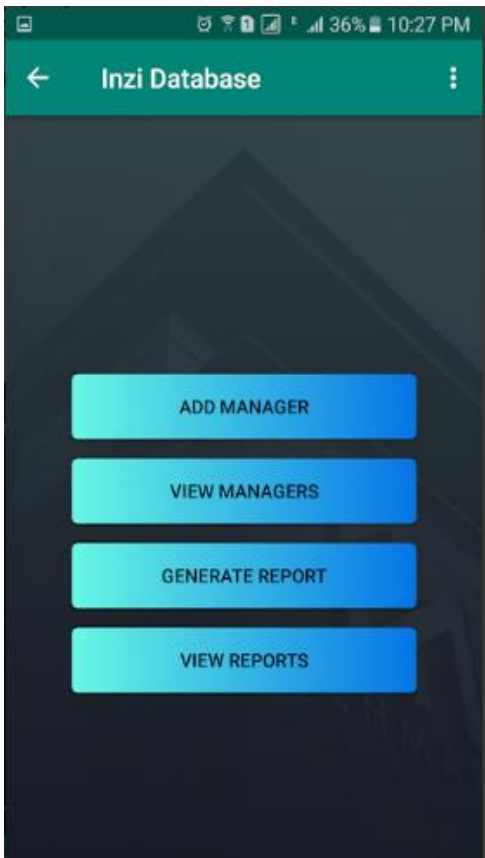 36% 10:27 PM
Inzi Database
ADD MANAGER
VIEW MANAGERS
GENERATE REPORT
VIEW REPORTS